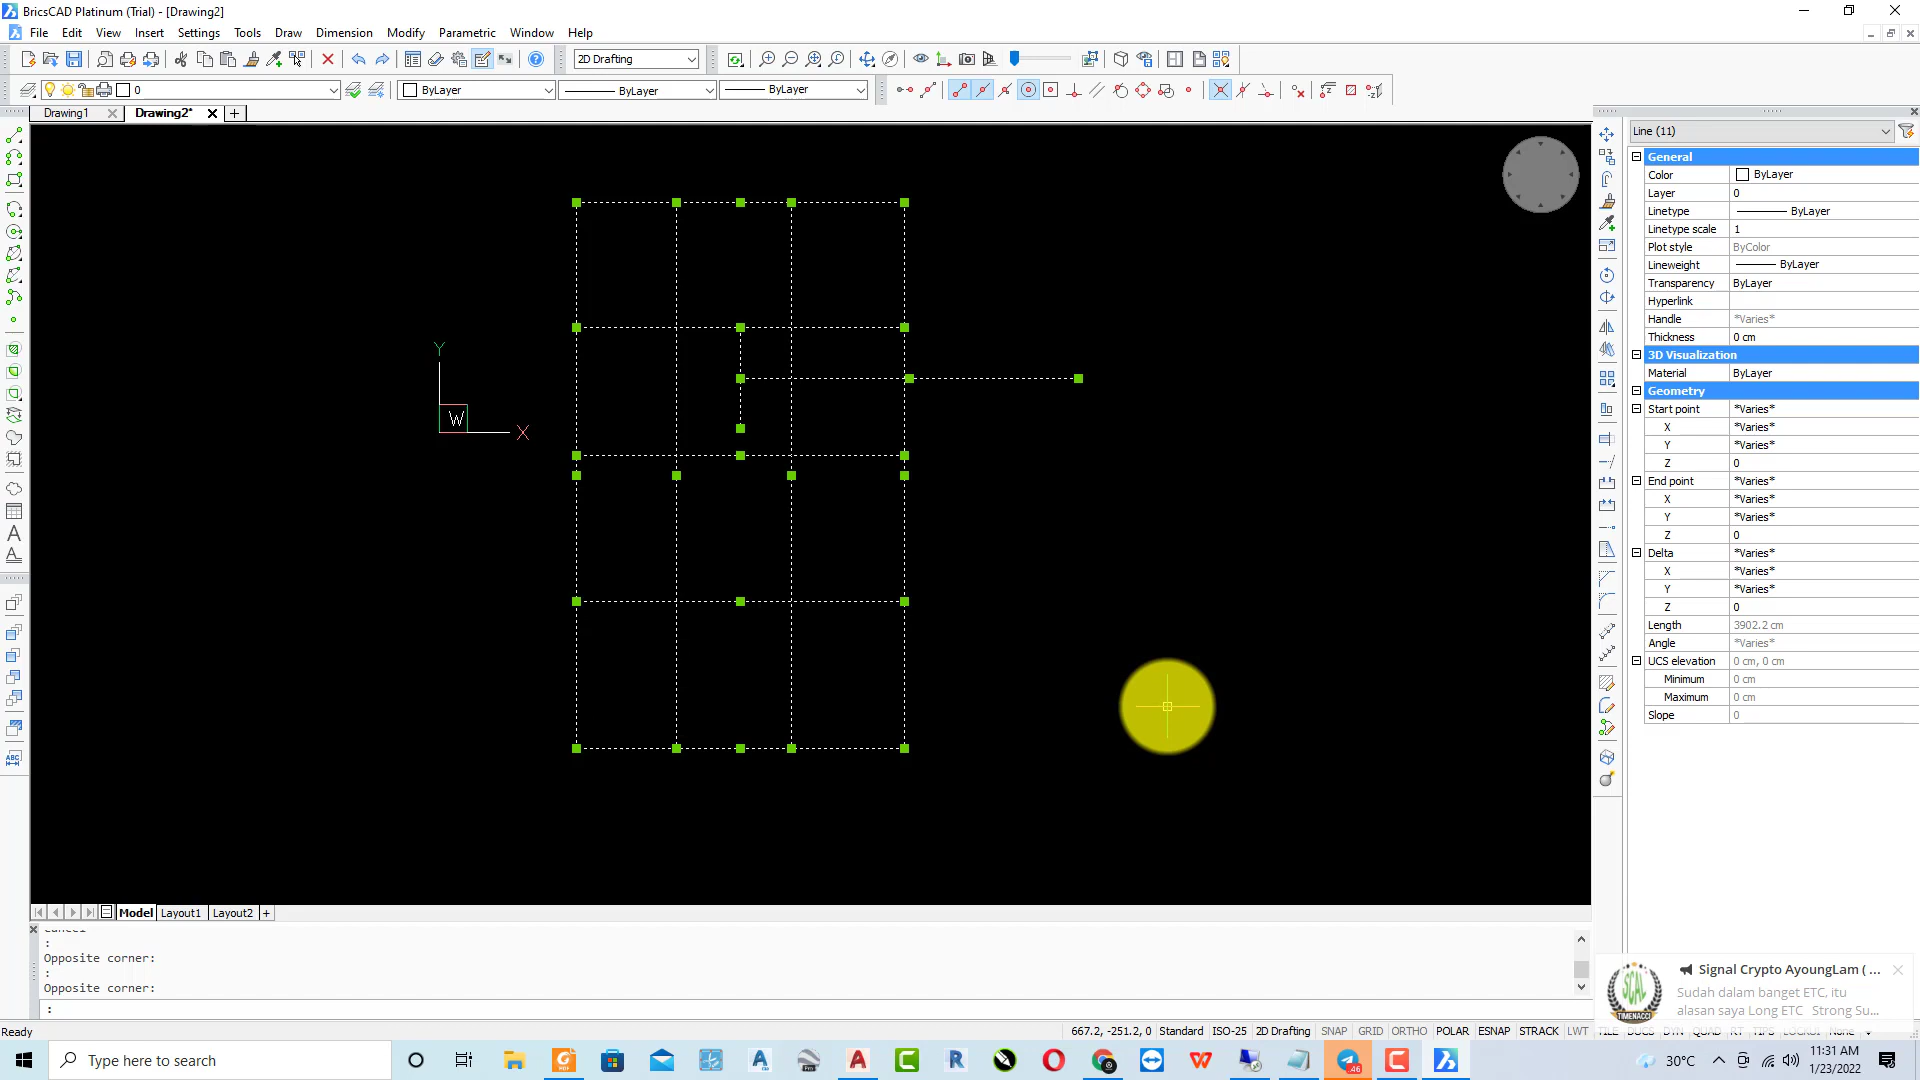 BricsCAD Platinum (Trial) - [Drawing2]
File Edit View Insert Settings Tools Draw Dimension Modify Parametric Window Help
2D Drafting
0 ByLayer ByLayer ByLayer
Drawing1 Drawing2*
Line (11)
General
Color ByLayer
Layer 0
Linetype ByLayer
Linetype scale 1
Plot style ByColor
Lineweight ByLayer
Transparency ByLayer
Hyperlink
Handle *Varies*
Thickness 0 cm
3D Visualization
Material ByLayer
Geometry
Start point *Varies*
X *Varies*
Y *Varies*
Z 0
End point *Varies*
X *Varies*
Y *Varies*
Z 0
Delta *Varies*
X *Varies*
Y *Varies*
Z 0
Length 3902.2 cm
Angle *Varies*
UCS elevation 0 cm, 0 cm
Minimum 0 cm
Maximum 0 cm
Slope 0
Y
W X
Model Layout1 Layout2
:
Opposite corner:
:
Opposite corner:
:
Signal Crypto AyoungLam ( ...
Sudah dalam banget ETC, itu
alasan saya Long ETC Strong Su...
SCAL
TIMENACCI
Ready 667.2, -251.2, 0 Standard ISO-25 2D Drafting SNAP GRID ORTHO POLAR ESNAP STRACK LWT
Type here to search
30°C 11:31 AM
1/23/2022